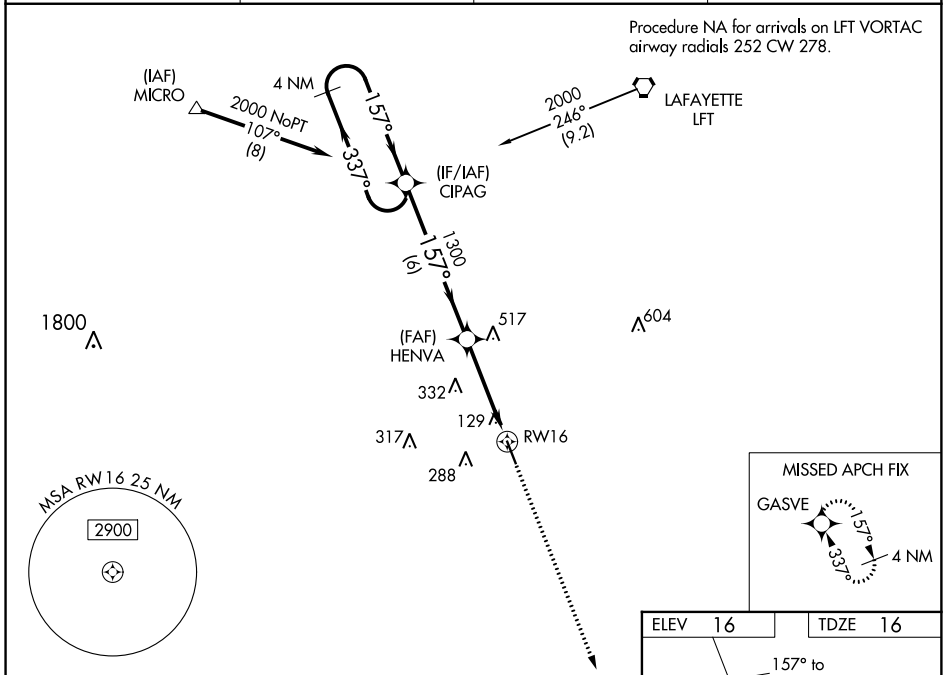 Procedure NA for arrivals on LFT VORTAC
airway radials 252 CW 278.
(IAF)
MICRO
2000 NoPT
107°
(8)
4 NM
157°
337°
2000
246°
(9.2)
LAFAYETTE
LFT
(IF/IAF)
CIPAG
1300
157°
(6)
1800
(FAF)
HENVA
517
604
332
129
RW16
317
288
MSA RW16 25 NM
2900
MISSED APCH FIX
GASVE
157°
337°
4 NM
ELEV 16
TDZE 16
157° to